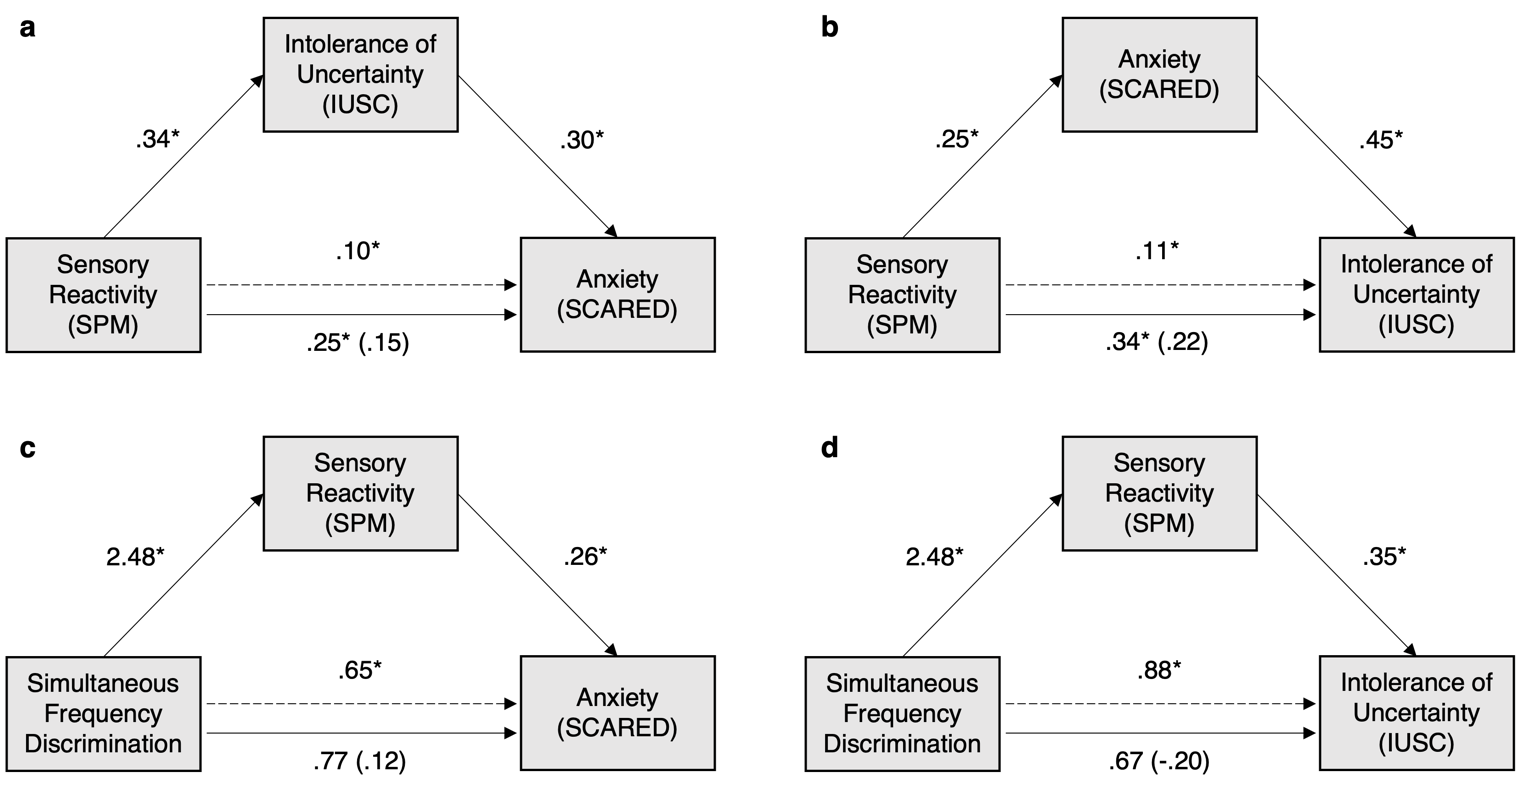 a
Intolerance of
Uncertainty
(IUSC)
.34*
.30*
Sensory
Reactivity
(SPM)
.10*
.25* (.15)
Anxiety
(SCARED)
b
Anxiety
(SCARED)
.25*
.45*
Sensory
Reactivity
(SPM)
.11*
.34* (.22)
Intolerance of
Uncertainty
(IUSC)
c
Sensory
Reactivity
(SPM)
2.48*
.26*
Simultaneous
Frequency
Discrimination
.65*
.77 (.12)
Anxiety
(SCARED)
d
Sensory
Reactivity
(SPM)
2.48*
.35*
Simultaneous
Frequency
Discrimination
.88*
.67 (-.20)
Intolerance of
Uncertainty
(IUSC)